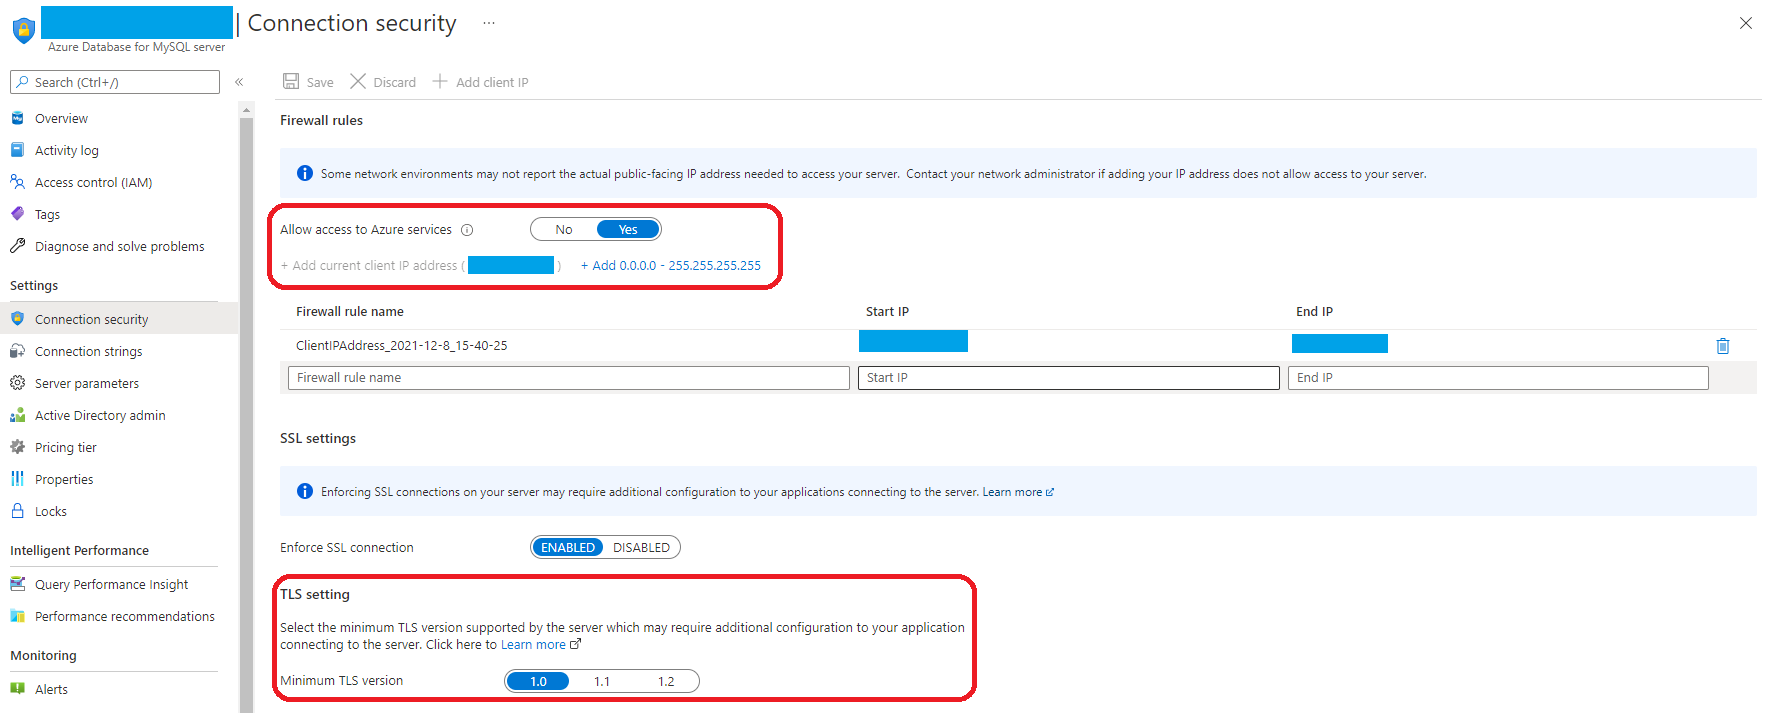 | Connection security ...
Azure Database for MySQL server
Search (Ctrl+/)
«
Overview
Activity log
Access control (IAM)
Tags
Diagnose and solve problems
Settings
Connection security
Connection strings
Server parameters
Active Directory admin
Pricing tier
Properties
Locks
Intelligent Performance
Query Performance Insight
Performance recommendations
Monitoring
Alerts
Save Discard Add client IP
Firewall rules
Some network environments may not report the actual public-facing IP address needed to access your server. Contact your network administrator if adding your IP address does not allow access to your server.
Allow access to Azure services No Yes
+ Add current client IP address ( ) + Add 0.0.0.0 - 255.255.255.255
Firewall rule name Start IP End IP
ClientIPAddress_2021-12-8_15-40-25
Firewall rule name Start IP End IP
SSL settings
Enforcing SSL connections on your server may require additional configuration to your applications connecting to the server. Learn more
Enforce SSL connection ENABLED DISABLED
TLS setting
Select the minimum TLS version supported by the server which may require additional configuration to your application
connecting to the server. Click here to Learn more
Minimum TLS version 1.0 1.1 1.2